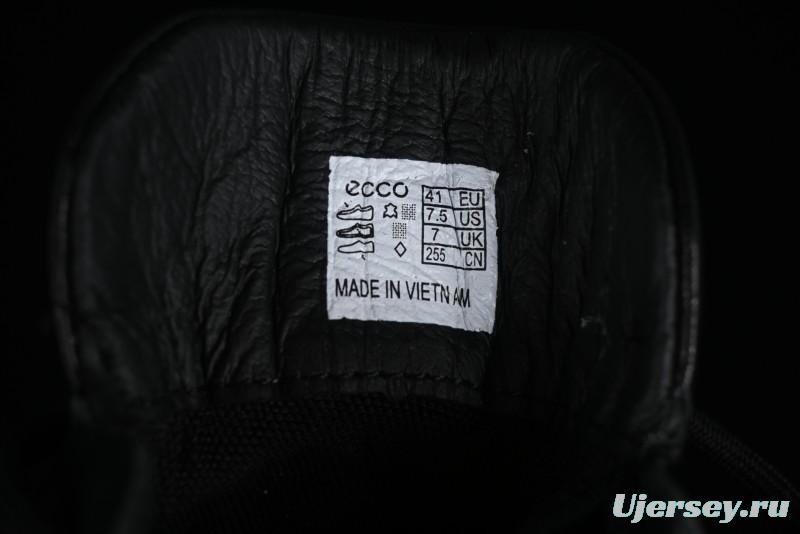 ecco
41 EU
7.5 US
7 UK
255 CN
MADE IN VIETN AM
Ujersey.ru